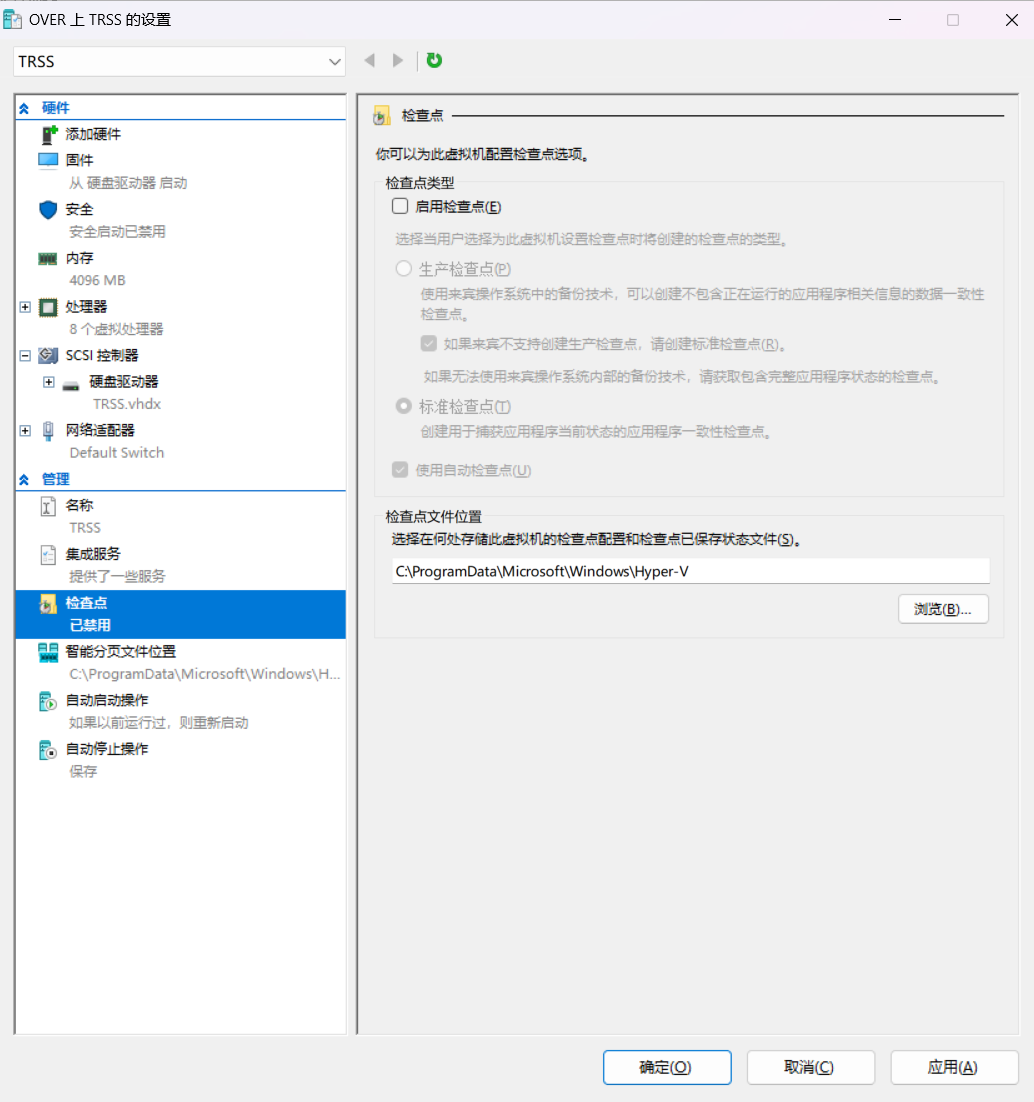 OVER 上 TRSS 的设置
TRSS
硬件
添加硬件
固件
从 硬盘驱动器 启动
安全
安全启动已禁用
内存
4096 MB
处理器
8 个虚拟处理器
SCSI 控制器
硬盘驱动器
TRSS.vhdx
网络适配器
Default Switch
管理
名称
TRSS
集成服务
提供了一些服务
检查点
已禁用
智能分页文件位置
C:\ProgramData\Microsoft\Windows\H...
自动启动操作
如果以前运行过，则重新启动
自动停止操作
保存
检查点
你可以为此虚拟机配置检查点选项。
检查点类型
启用检查点(E)
选择当用户选择为此虚拟机设置检查点时将创建的检查点的类型。
生产检查点(P)
使用来宾操作系统中的备份技术，可以创建不包含正在运行的应用程序相关信息的数据一致性
检查点。
如果来宾不支持创建生产检查点，请创建标准检查点(R)。
如果无法使用来宾操作系统内部的备份技术，请获取包含完整应用程序状态的检查点。
标准检查点(T)
创建用于捕获应用程序当前状态的应用程序一致性检查点。
使用自动检查点(U)
检查点文件位置
选择在何处存储此虚拟机的检查点配置和检查点已保存状态文件(S)。
C:\ProgramData\Microsoft\Windows\Hyper-V
浏览(B)...
确定(O)
取消(C)
应用(A)